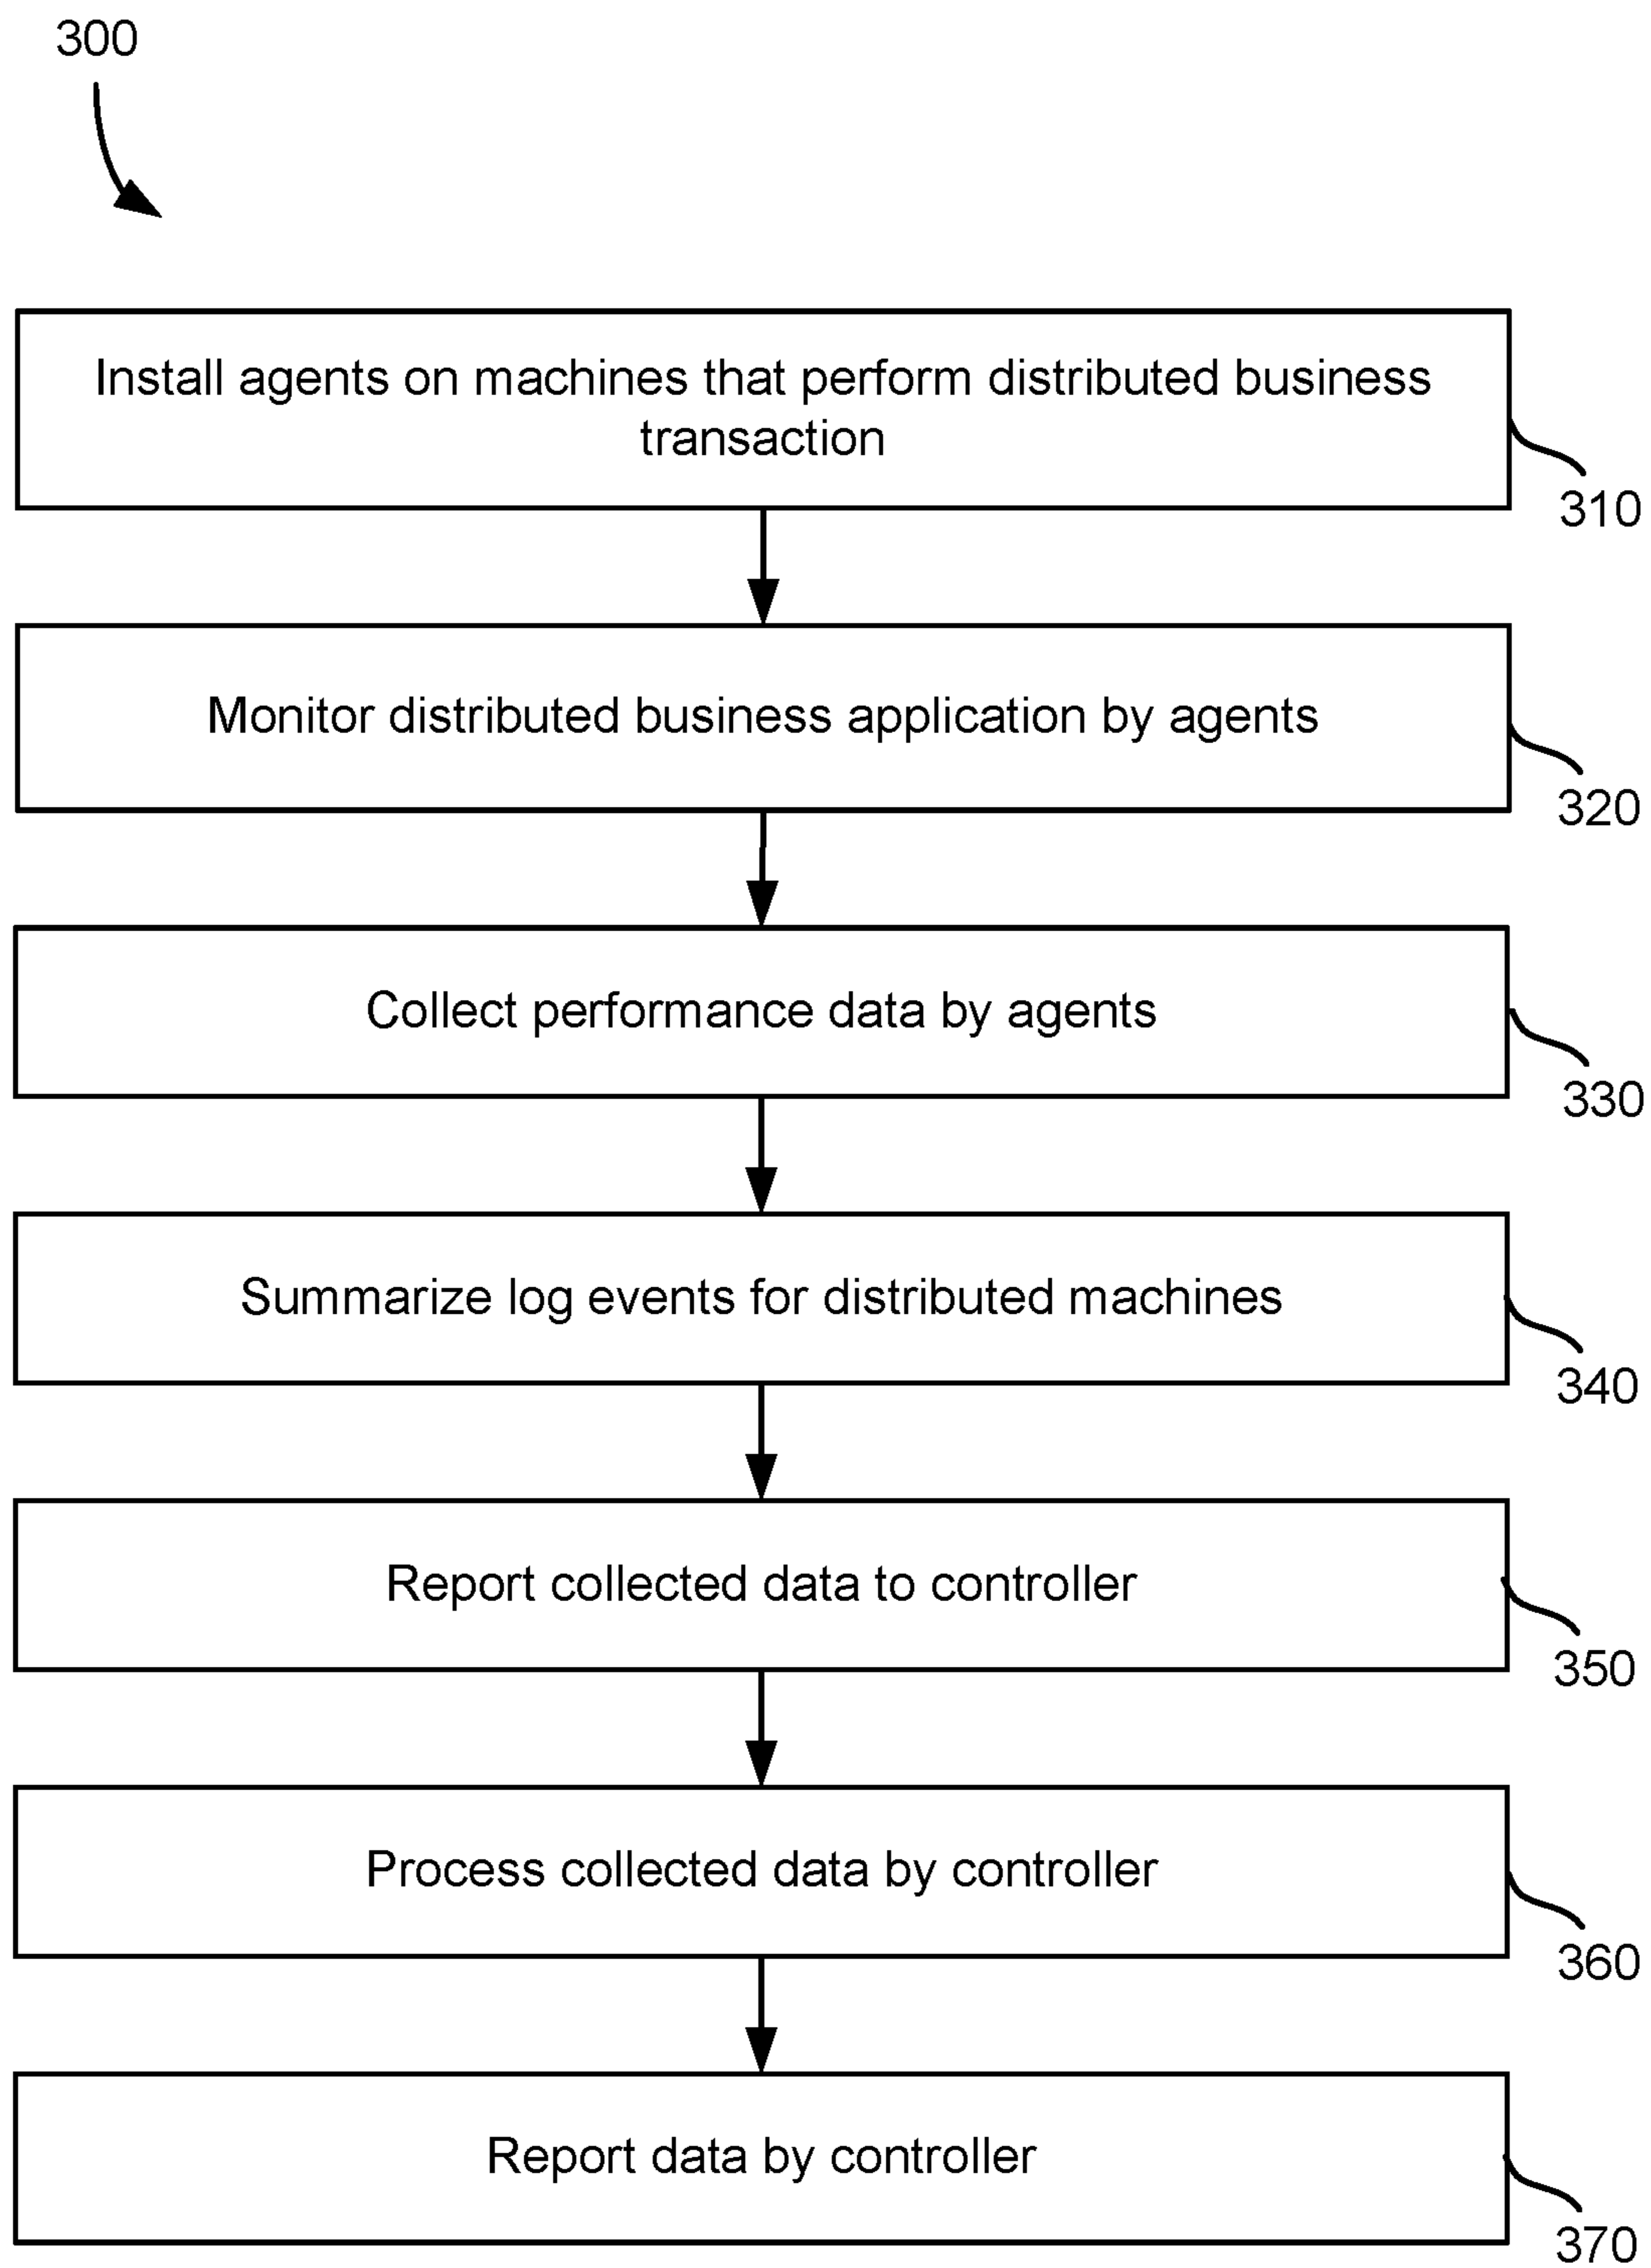 300
Install agents on machines that perform distributed business
transaction
310
Monitor distributed business application by agents
320
Collect performance data by agents
330
Summarize log events for distributed machines
340
Report collected data to controller
350
Process collected data by controller
360
Report data by controller
370